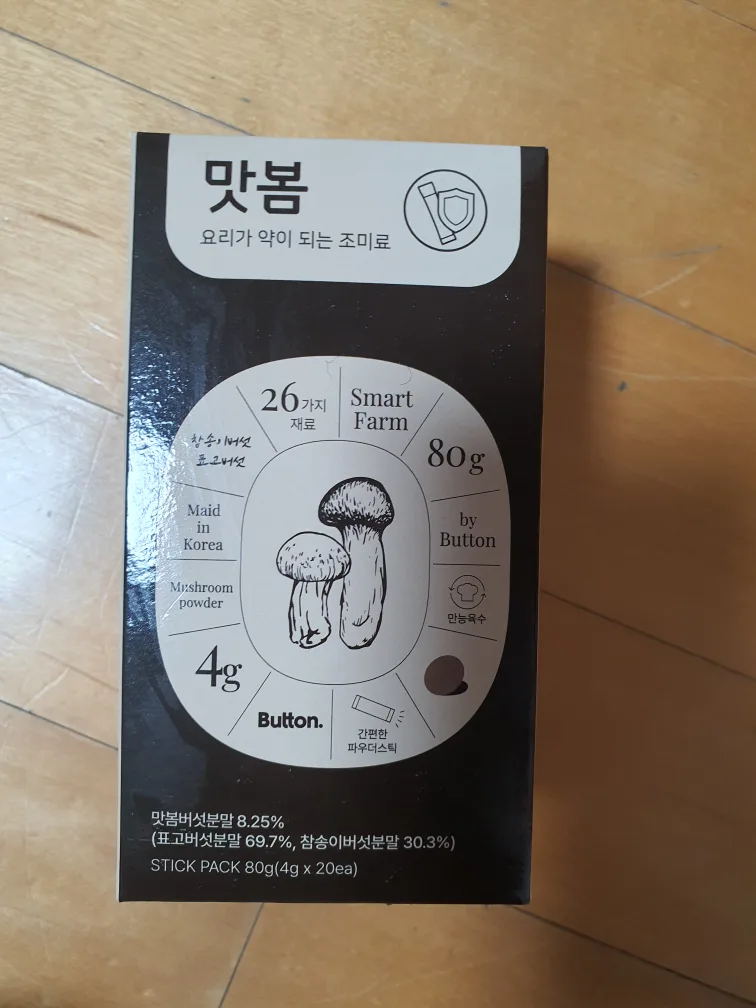 맛봄
요리가 약이 되는 조미료
26가지
재료
Smart
Farm
80g
by
Button
만능육수
간편한
파우더스틱
Button.
4g
Mushroom
powder
Maid
in
Korea
참송이버섯
표고버섯
맛봄버섯분말 8.25%
(표고버섯분말 69.7%, 참송이버섯분말 30.3%)
STICK PACK 80g(4g x 20ea)